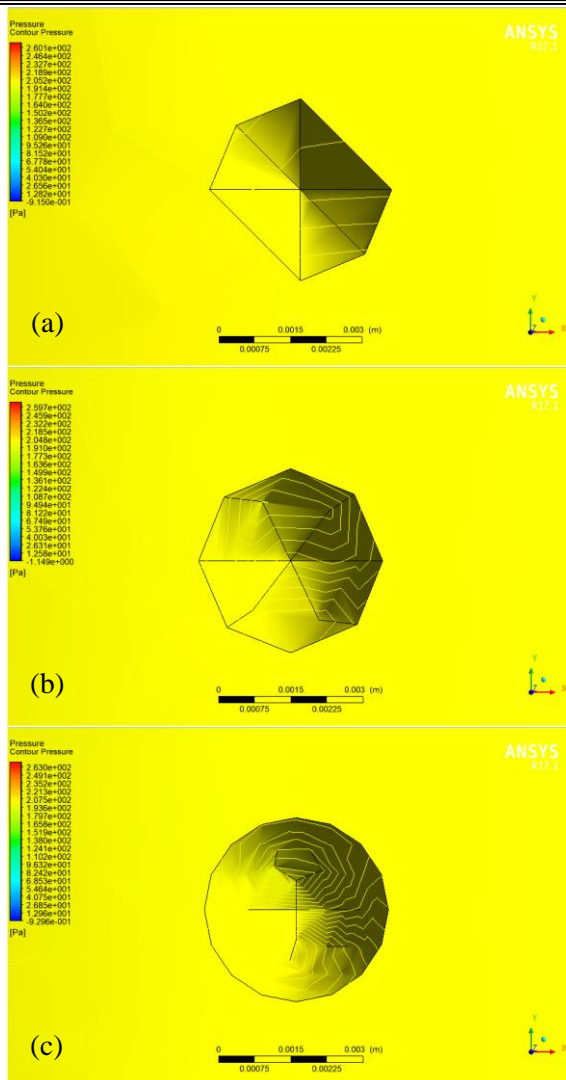 Pressure
Contour Pressure
2.601e+002
2.464e+002
2.327e+002
2.189e+002
2.052e+002
1.914e+002
1.777e+002
1.640e+002
1.502e+002
1.365e+002
1.227e+002
1.090e+002
9.526e+001
8.152e+001
6.778e+001
5.404e+001
4.030e+001
2.656e+001
1.282e+001
-9.150e-001
[Pa]
ANSYS
R17.1
(a)
0 0.0015 0.003 (m)
0.00075 0.00225
Y
Z X
Pressure
Contour Pressure
2.597e+002
2.459e+002
2.322e+002
2.185e+002
2.048e+002
1.910e+002
1.773e+002
1.636e+002
1.499e+002
1.361e+002
1.224e+002
1.087e+002
9.494e+001
8.122e+001
6.749e+001
5.376e+001
4.003e+001
2.631e+001
1.258e+001
-1.149e+000
[Pa]
ANSYS
R17.1
(b)
0 0.0015 0.003 (m)
0.00075 0.00225
Y
Z X
Pressure
Contour Pressure
2.630e+002
2.491e+002
2.352e+002
2.213e+002
2.075e+002
1.936e+002
1.797e+002
1.658e+002
1.519e+002
1.380e+002
1.241e+002
1.102e+002
9.632e+001
8.242e+001
6.853e+001
5.464e+001
4.075e+001
2.685e+001
1.296e+001
-9.296e-001
[Pa]
ANSYS
R17.1
(c)
0 0.0015 0.003 (m)
0.00075 0.00225
Y
Z X